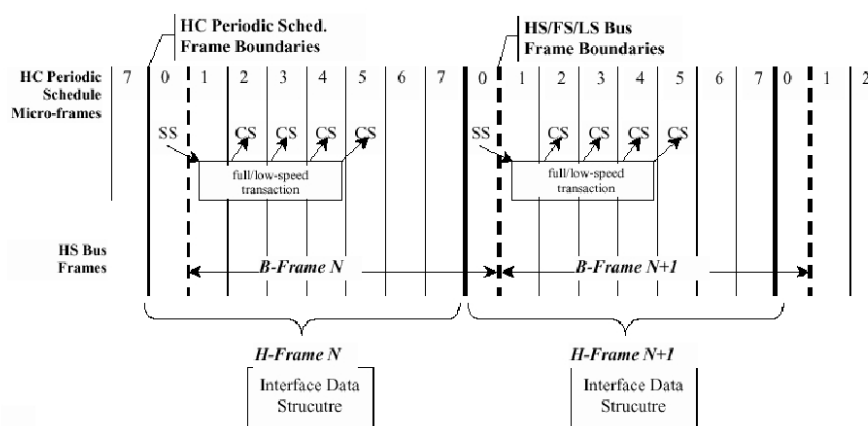 HC Periodic Sched.
Frame Boundaries
HS/FS/LS Bus
Frame Boundaries
HC Periodic
Schedule
Micro-frames
7 0 1 2 3 4 5 6 7 0 1 2 3 4 5 6 7 0 1 2
SS CS CS CS CS SS CS CS CS CS
full/low-speed
transaction
full/low-speed
transaction
HS Bus
Frames
B-Frame N
B-Frame N+1
H-Frame N
H-Frame N+1
Interface Data
Strucutre
Interface Data
Strucutre